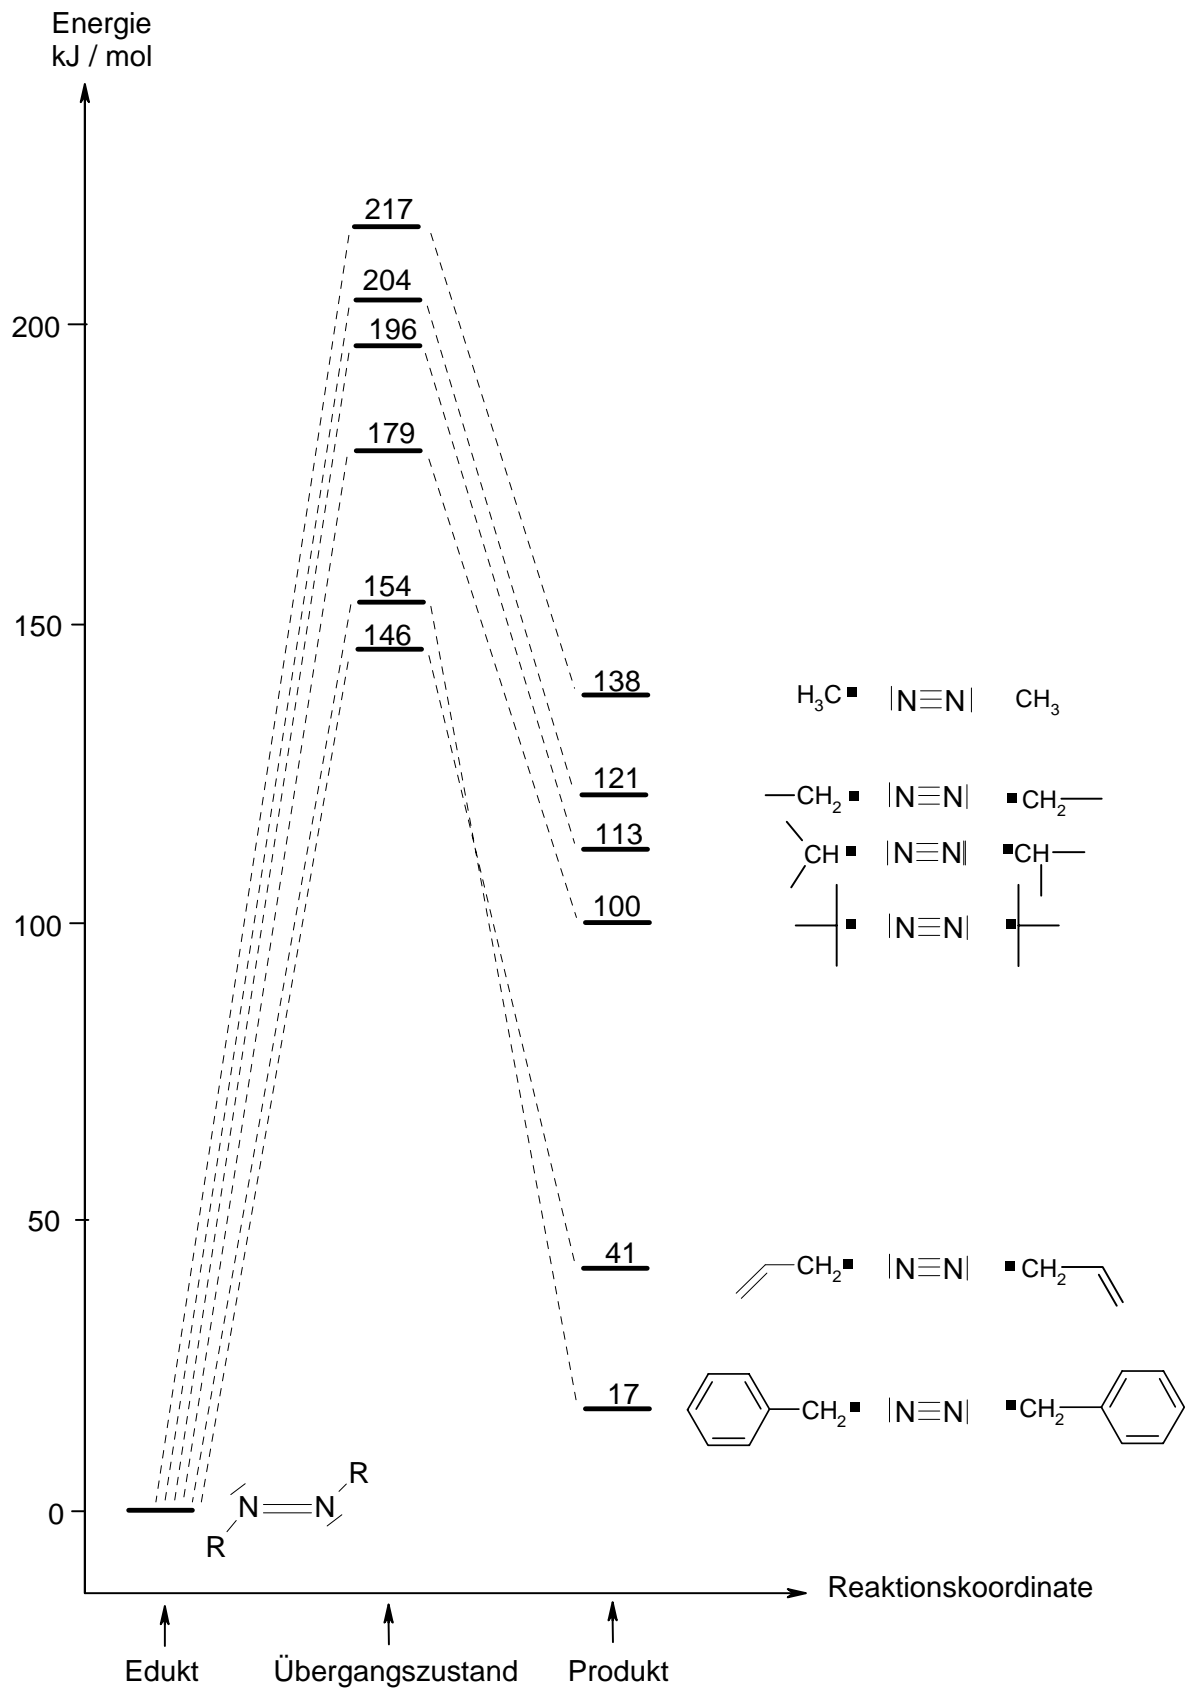 Energie
kJ / mol
217
204
200
196
179
154
150
146
138
H₃C▪ |N≡N| CH₃
121
—CH₂▪ |N≡N| ▪CH₂—
113
CH▪ |N≡N| ▪CH—
100
100
▪ |N≡N| ▪
50
41
CH₂▪ |N≡N| ▪CH₂
17
CH₂▪ |N≡N| ▪CH₂
R
N=N
0
R
Reaktionskoordinate
Edukt Übergangszustand Produkt